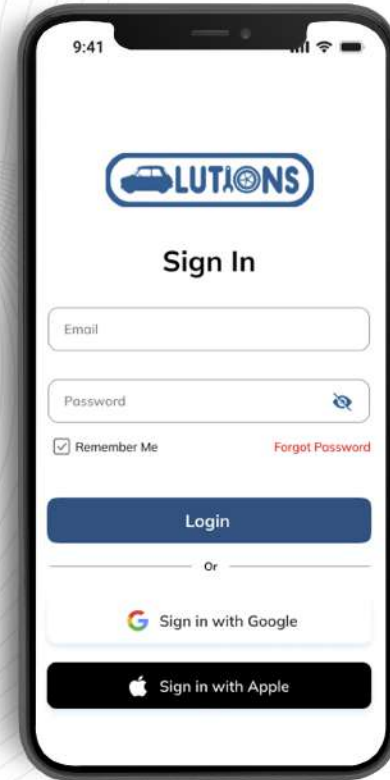 9:41
LUTIONS
Sign In
Email
Password
Remember Me
Forgot Password
Login
Or
Sign in with Google
Sign in with Apple